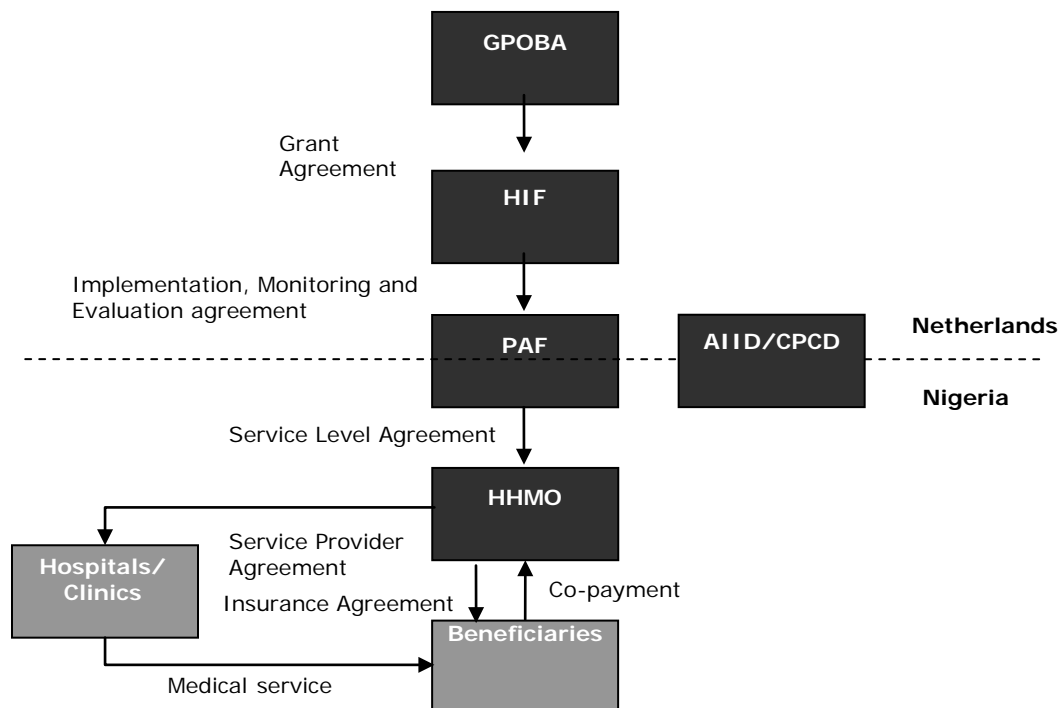 GPOBA
Grant
Agreement
HIF
Implementation, Monitoring and
Evaluation agreement
PAF
AIID/CPCD
Netherlands
Nigeria
Service Level Agreement
HHMO
Service Provider
Agreement
Hospitals/
Clinics
Insurance Agreement
Co-payment
Beneficiaries
Medical service